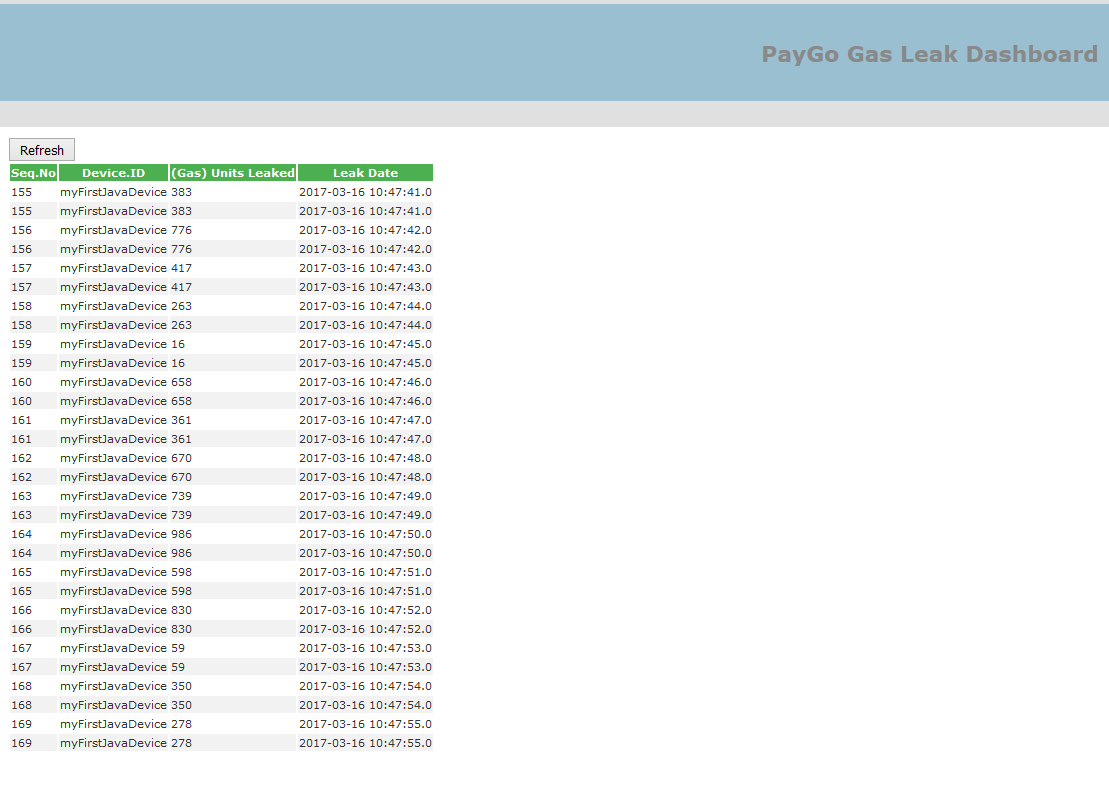 PayGo Gas Leak Dashboard
Refresh
Seq.No Device.ID (Gas) Units Leaked Leak Date
155 myFirstJavaDevice 383 2017-03-16 10:47:41.0
155 myFirstJavaDevice 383 2017-03-16 10:47:41.0
156 myFirstJavaDevice 776 2017-03-16 10:47:42.0
156 myFirstJavaDevice 776 2017-03-16 10:47:42.0
157 myFirstJavaDevice 417 2017-03-16 10:47:43.0
157 myFirstJavaDevice 417 2017-03-16 10:47:43.0
158 myFirstJavaDevice 263 2017-03-16 10:47:44.0
158 myFirstJavaDevice 263 2017-03-16 10:47:44.0
159 myFirstJavaDevice 16 2017-03-16 10:47:45.0
159 myFirstJavaDevice 16 2017-03-16 10:47:45.0
160 myFirstJavaDevice 658 2017-03-16 10:47:46.0
160 myFirstJavaDevice 658 2017-03-16 10:47:46.0
161 myFirstJavaDevice 361 2017-03-16 10:47:47.0
161 myFirstJavaDevice 361 2017-03-16 10:47:47.0
162 myFirstJavaDevice 670 2017-03-16 10:47:48.0
162 myFirstJavaDevice 670 2017-03-16 10:47:48.0
163 myFirstJavaDevice 739 2017-03-16 10:47:49.0
163 myFirstJavaDevice 739 2017-03-16 10:47:49.0
164 myFirstJavaDevice 986 2017-03-16 10:47:50.0
164 myFirstJavaDevice 986 2017-03-16 10:47:50.0
165 myFirstJavaDevice 598 2017-03-16 10:47:51.0
165 myFirstJavaDevice 598 2017-03-16 10:47:51.0
166 myFirstJavaDevice 830 2017-03-16 10:47:52.0
166 myFirstJavaDevice 830 2017-03-16 10:47:52.0
167 myFirstJavaDevice 59 2017-03-16 10:47:53.0
167 myFirstJavaDevice 59 2017-03-16 10:47:53.0
168 myFirstJavaDevice 350 2017-03-16 10:47:54.0
168 myFirstJavaDevice 350 2017-03-16 10:47:54.0
169 myFirstJavaDevice 278 2017-03-16 10:47:55.0
169 myFirstJavaDevice 278 2017-03-16 10:47:55.0